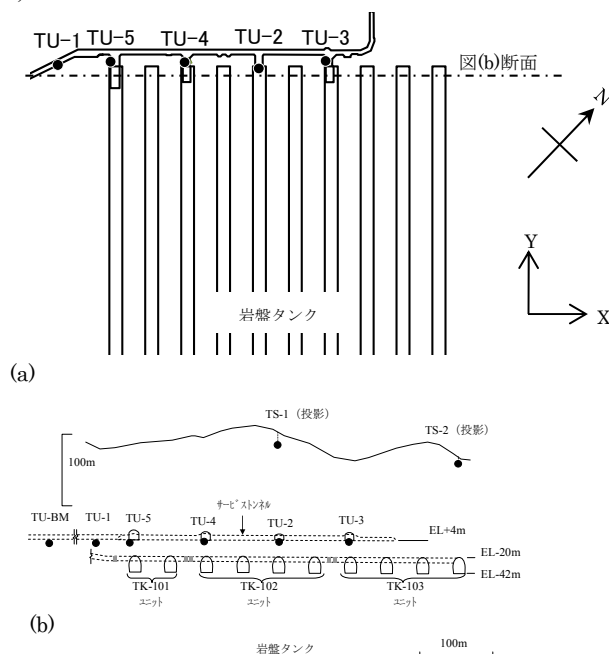 TU-1 TU-5 TU-4 TU-2 TU-3
図(b)断面
N
Y
X
岩盤タンク
(a)
TS-1 (投影)
TS-2 (投影)
100m
サービストンネル
TU-BM TU-1 TU-5 TU-4 TU-2 TU-3
EL+4m
EL-20m
EL-42m
TK-101 TK-102 TK-103
ユニット ユニット ユニット
(b)
岩盤タンク 100m